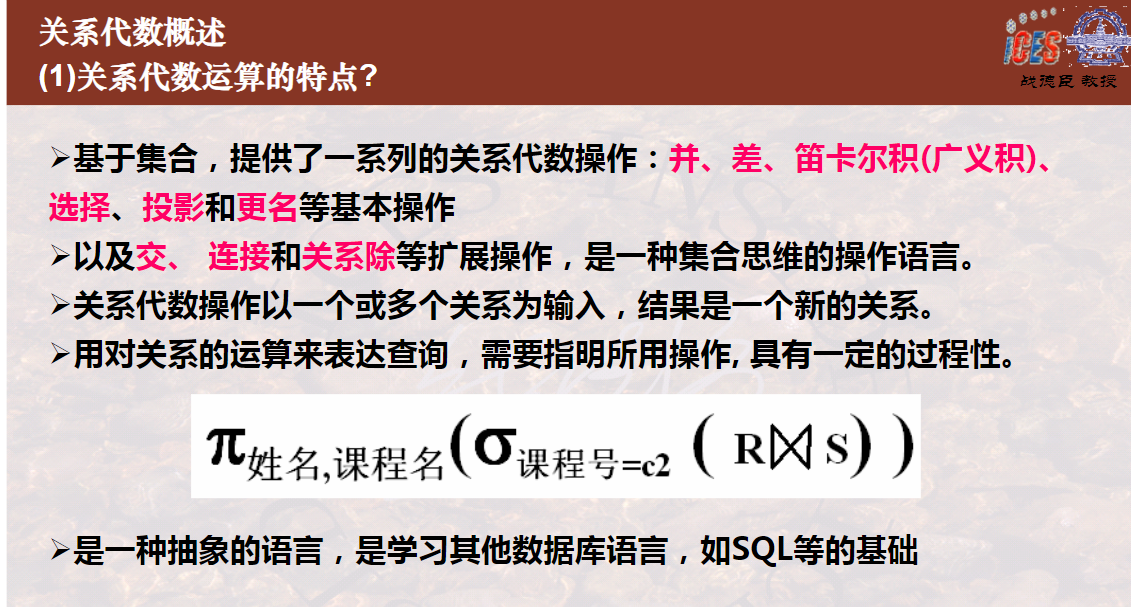 关系代数概述
(1)关系代数运算的特点?
iCES
战德臣 教授
➢基于集合，提供了一系列的关系代数操作：并、差、笛卡尔积(广义积)、
选择、投影和更名等基本操作
➢以及交、 连接和关系除等扩展操作，是一种集合思维的操作语言。
➢关系代数操作以一个或多个关系为输入，结果是一个新的关系。
➢用对关系的运算来表达查询，需要指明所用操作, 具有一定的过程性。
π姓名,课程名(σ课程号=c2 ( R⋈S) )
➢是一种抽象的语言，是学习其他数据库语言，如SQL等的基础